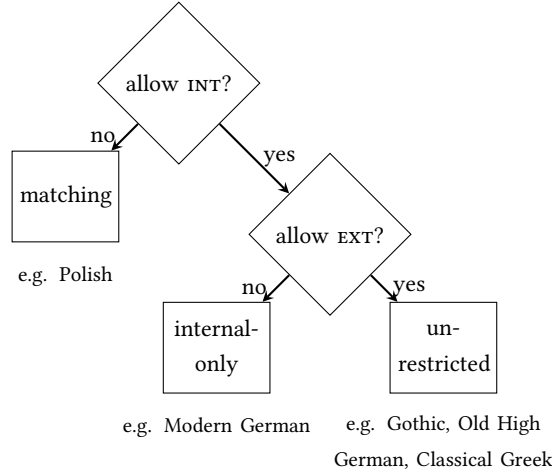 allow INT?
no
yes
matching
e.g. Polish
allow EXT?
no
yes
internal-
only
un-
restricted
e.g. Modern German
e.g. Gothic, Old High
German, Classical Greek